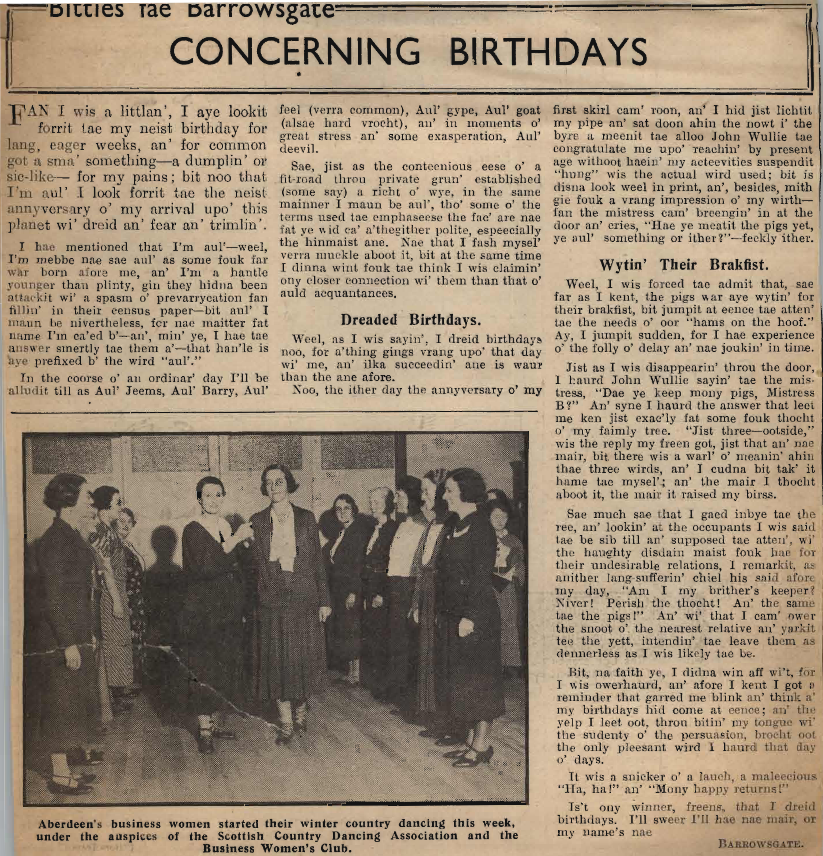 Bitties fae Barrowsgate
CONCERNING BIRTHDAYS
FAN I wis a littlan', I aye lookit
forrit tae my neist birthday for
lang, eager weeks, an' for common
got a sma' something—a dumplin' or
sic-like— for my pains; bit noo that
I'm aul' I look forrit tae the neist
annyversary o' my arrival upo' this
planet wi' dreid an' fear an' trimlin'.
I hae mentioned that I'm aul'—weel,
I'm mebbe nae sae aul' as some fouk far
war born afore me, an' I'm a hantle
younger than plinty, gin they hidna been
attackit wi' a spasm o' prevarrycation fan
fillin' in their census paper—bit aul' I
maun be nivertheless, for nae maitter fat
name I'm ca'ed b'—an', min' ye, I hae tae
answer smertly tae them a'—that han'le is
aye prefixed b' the wird "aul'."
In the coorse o' an ordinar' day I'll be
alludit till as Aul' Jeems, Aul' Barry, Aul'
feel (verra common), Aul' gype, Aul' goat
(alsae hard vrocht), an' in moments o'
great stress an' some exasperation, Aul'
deevil.
Sae, jist as the conteenious eese o' a
fit-road throu private grun' established
(some say) a richt o' wye, in the same
mainner I maun be aul', tho' some o' the
terms used tae emphaseese the fac' are nae
fat ye wid ca' a'thegither polite, espeecially
the hinmaist ane. Nae that I fash mysel'
verra muckle aboot it, bit at the same time
I dinna wint fouk tae think I wis claimin'
ony closer connection wi' them than that o'
auld acquantances.
Dreaded Birthdays.
Weel, as I wis sayin', I dreid birthdays
noo, for a'thing gings vrang upo' that day
wi' me, an' ilka succeedin' ane is waur
than the ane afore.
Noo, the ither day the annyversary o' my
first skirl cam' roon, an' I hid jist lichtit
my pipe an' sat doon ahin the nowt i' the
byre a meenit tae alloo John Wullie tae
congratulate me upo' reachin' by present
age withoot haein' my acteevities suspendit
"hung" wis the actual wird used; bit is
disna look weel in print, an', besides, mith
gie fouk a vrang impression o' my wirth—
fan the mistress cam' breengin' in at the
door an' cries, "Hae ye meatit the pigs yet,
ye aul' something or ither?"—feckly ither.
Wytin' Their Brakfist.
Weel, I wis forced tae admit that, sae
far as I kent, the pigs war aye wytin' for
their brakfist, bit jumpit at eence tae atten'
tae the needs o' oor "hams on the hoof."
Ay, I jumpit sudden, for I hae experience
o' the folly o' delay an' nae joukin' in time.
Jist as I wis disappearin' throu the door,
I haurd John Wullie sayin' tae the mis-
tress, "Dae ye keep mony pigs, Mistress
B?" An' syne I haurd the answer that leet
me ken jist exac'ly fat some fouk thocht
o' my faimly tree. "Jist three—ootside,"
wis the reply my freen got, jist that an' nae
mair, bit there wis a warl' o' meanin' ahin
thae three wirds, an' I cudna bit tak' it
hame tae mysel'; an' the mair I thocht
aboot it, the mair it raised my birss.
Sae much sae that I gaed inbye tae the
ree, an' lookin' at the occupants I wis said
tae be sib till an' supposed tae atten', wi'
the haughty disdain maist fouk hae for
their undesirable relations, I remarkit, as
anither lang-sufferin' chiel his said afore
my day, "Am I my brither's keeper?
Niver! Perish the thocht! An' the same
tae the pigs!" An' wi' that I cam' ower
the snoot o' the nearest relative an' yarkit
tee the yett, intendin' tae leave them as
dennerless as I wis likely tae be.
Bit, na faith ye, I didna win aff wi't, for
I wis owerhaurd, an' afore I kent I got a
reminder that garred me blink an' think a'
my birthdays hid come at eence; an' the
yelp I leet oot, throu bitin' my tongue wi'
the sudenty o' the persuasion, brocht oot
the only pleesant wird I haurd that day
o' days.
It wis a snicker o' a lauch, a maleecious
"Ha, ha!" an' "Mony happy returns!"
Is't ony winner, freens, that I dreid
birthdays. I'll sweer I'll hae nae mair, or
my name's nae
BARROWSGATE.
Aberdeen's business women started their winter country dancing this week,
under the auspices of the Scottish Country Dancing Association and the
Business Women's Club.